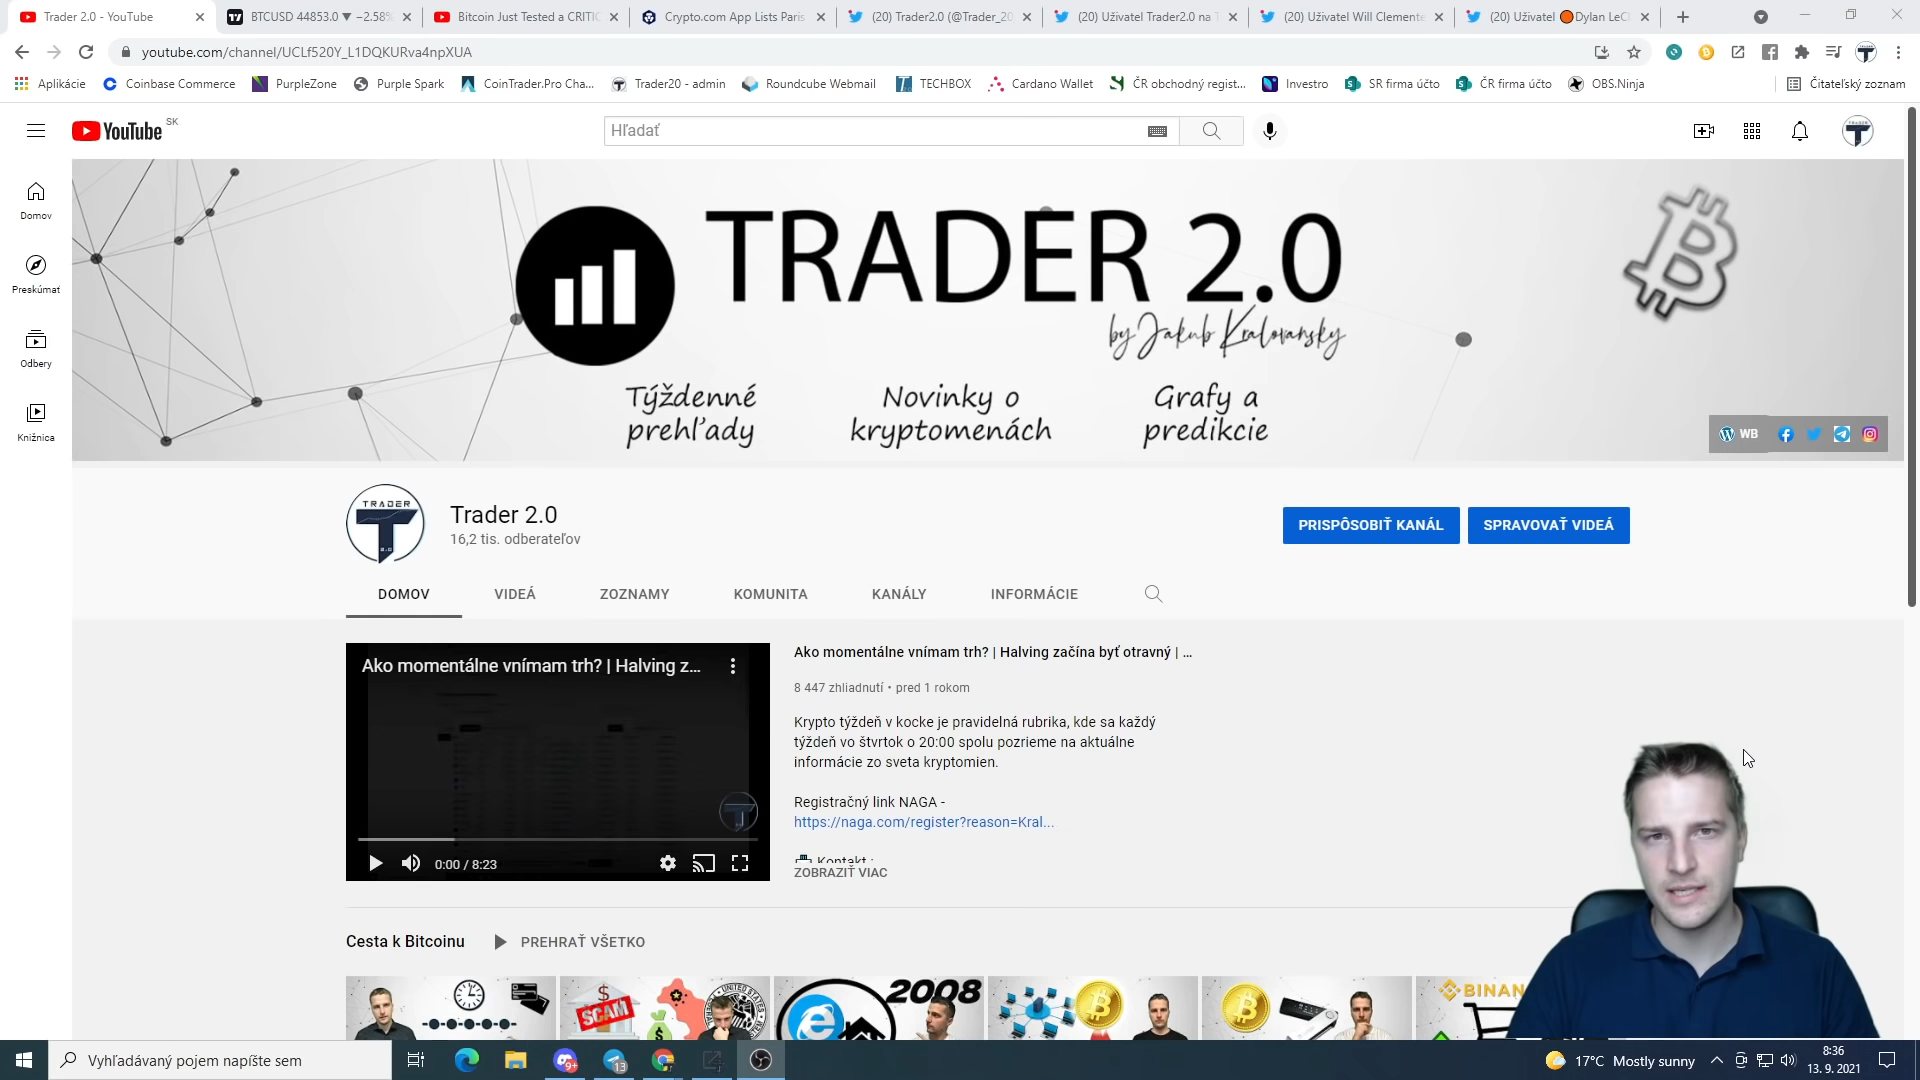 Trader 2.0 - YouTube
BTCUSD 44853.0 ▼ −2.58%
Bitcoin Just Tested a CRITIC
Crypto.com App Lists Paris
(20) Trader2.0 (@Trader_20
(20) Uživatel Trader2.0 na T
(20) Uživatel Will Clemente
(20) Uživatel Dylan LeCl
youtube.com/channel/UCLf520Y_L1DQKURva4npXUA
Aplikácie
Coinbase Commerce
PurpleZone
Purple Spark
CoinTrader.Pro Cha...
Trader20 - admin
Roundcube Webmail
TECHBOX
Cardano Wallet
ČR obchodný regist...
Investro
SR firma účto
ČR firma účto
OBS.Ninja
Čitateľský zoznam
YouTube SK
Hľadať
Domov
Preskúmať
Odbery
Knižnica
TRADER 2.0
by Jakub Kralovansky
Týždenné prehľady
Novinky o kryptomenách
Grafy a predikcie
WB
TRADER
2.0
Trader 2.0
16,2 tis. odberateľov
PRISPÔSOBIŤ KANÁL
SPRAVOVAŤ VIDEÁ
DOMOV
VIDEÁ
ZOZNAMY
KOMUNITA
KANÁLY
INFORMÁCIE
Ako momentálne vnímam trh? | Halving z...
0:00 / 8:23
Ako momentálne vnímam trh? | Halving začína byť otravný | ...
8 447 zhliadnutí • pred 1 rokom
Krypto týždeň v kocke je pravidelná rubrika, kde sa každý
týždeň vo štvrtok o 20:00 spolu pozrieme na aktuálne
informácie zo sveta kryptomien.
Registračný link NAGA -
https://naga.com/register?reason=Kral...
Kontakt :
ZOBRAZIŤ VIAC
Cesta k Bitcoinu
PREHRAŤ VŠETKO
SCAM
UNITED STATES
2008
BINAN
Vyhľadávaný pojem napíšte sem
9+
13
17°C Mostly sunny
8:36
13. 9. 2021